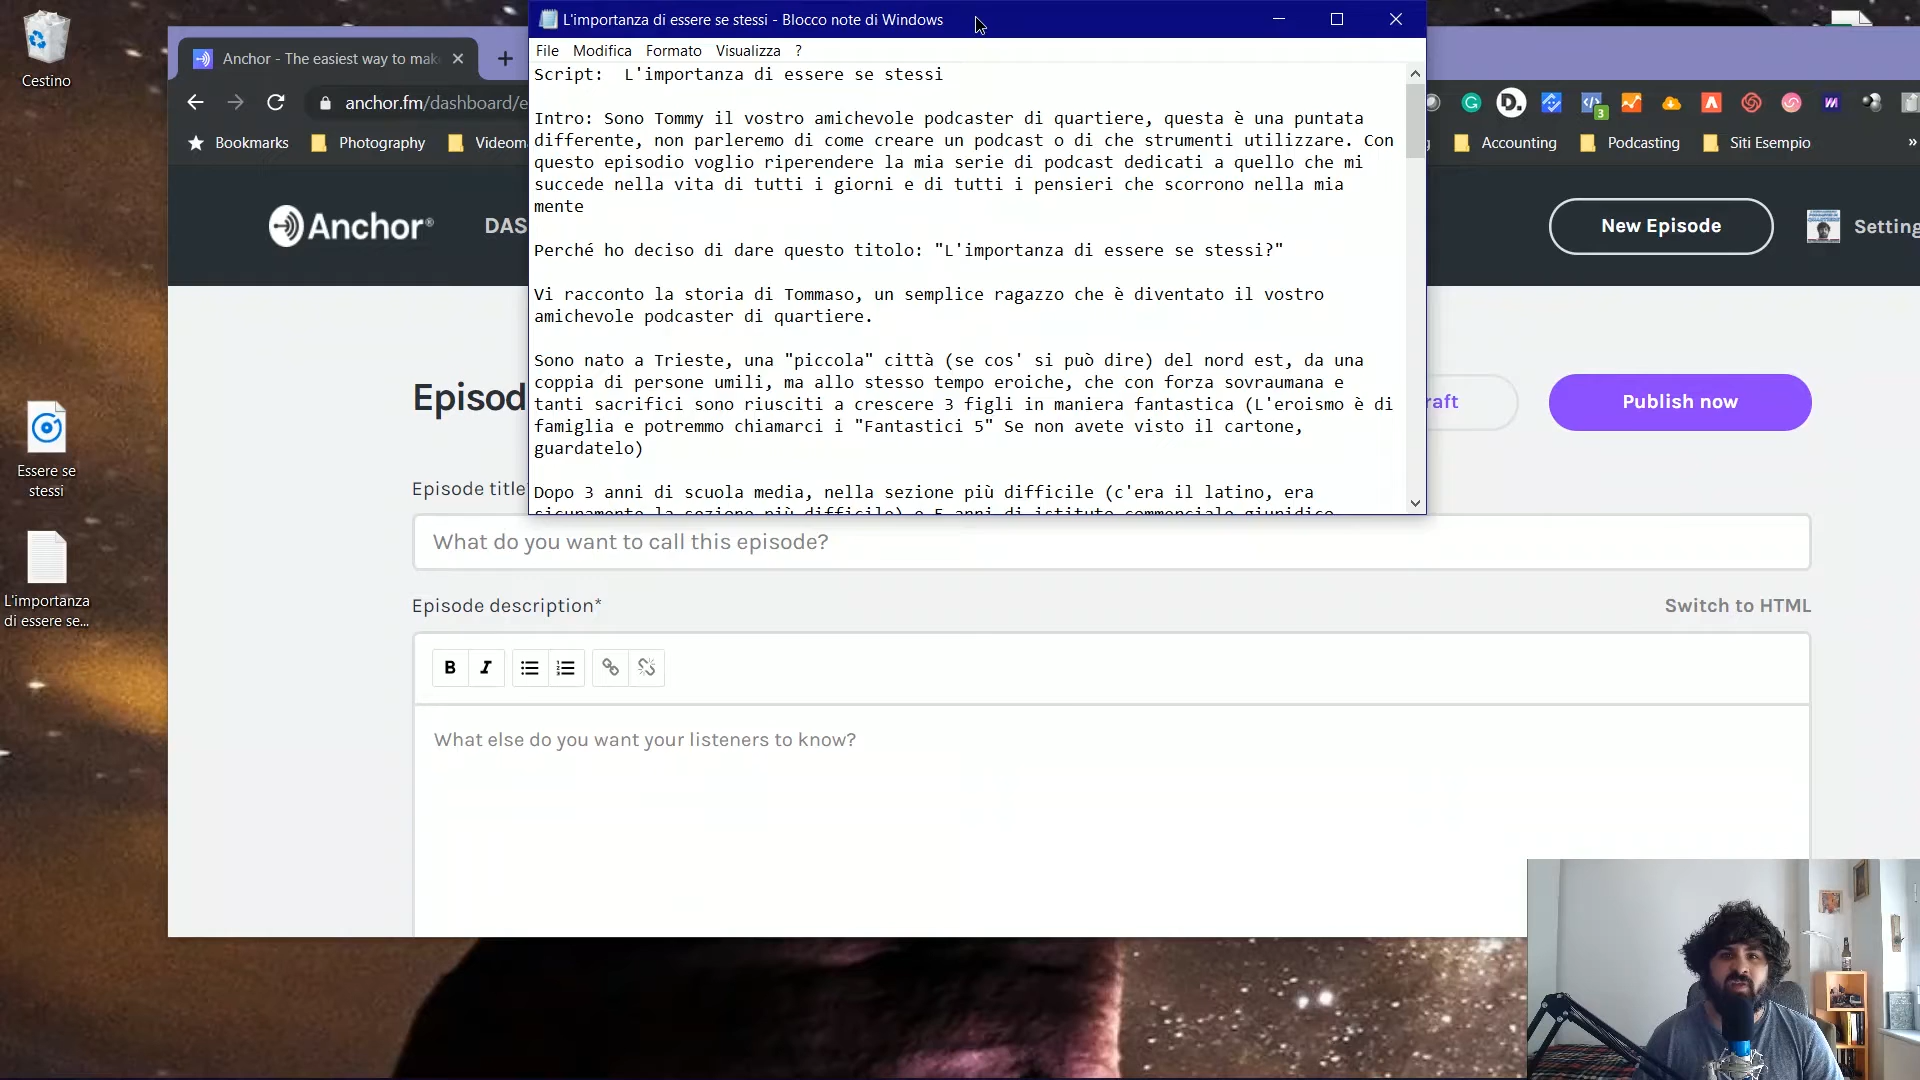 Cestino
Essere se
stessi
L'importanza
di essere se...
L'importanza di essere se stessi - Blocco note di Windows
File Modifica Formato Visualizza ?
Script:  L'importanza di essere se stessi
Intro: Sono Tommy il vostro amichevole podcaster di quartiere, questa è una puntata
differente, non parleremo di come creare un podcast o di che strumenti utilizzare. Con
questo episodio voglio riperendere la mia serie di podcast dedicati a quello che mi
succede nella vita di tutti i giorni e di tutti i pensieri che scorrono nella mia
mente
Perché ho deciso di dare questo titolo: "L'importanza di essere se stessi?"
Vi racconto la storia di Tommaso, un semplice ragazzo che è diventato il vostro
amichevole podcaster di quartiere.
Sono nato a Trieste, una "piccola" città (se cos' si può dire) del nord est, da una
coppia di persone umili, ma allo stesso tempo eroiche, che con forza sovraumana e
tanti sacrifici sono riusciti a crescere 3 figli in maniera fantastica (L'eroismo è di
famiglia e potremmo chiamarci i "Fantastici 5" Se non avete visto il cartone,
guardatelo)
Dopo 3 anni di scuola media, nella sezione più difficile (c'era il latino, era
sicuramente la sezione più difficile) e 5 anni di istituto commerciale giuridico
Anchor - The easiest way to mak
anchor.fm/dashboard/e
Bookmarks Photography Videom
Accounting Podcasting Siti Esempio »
Anchor® DAS
New Episode Setting
Episod
raft Publish now
Episode title
What do you want to call this episode?
Episode description* Switch to HTML
B I
What else do you want your listeners to know?